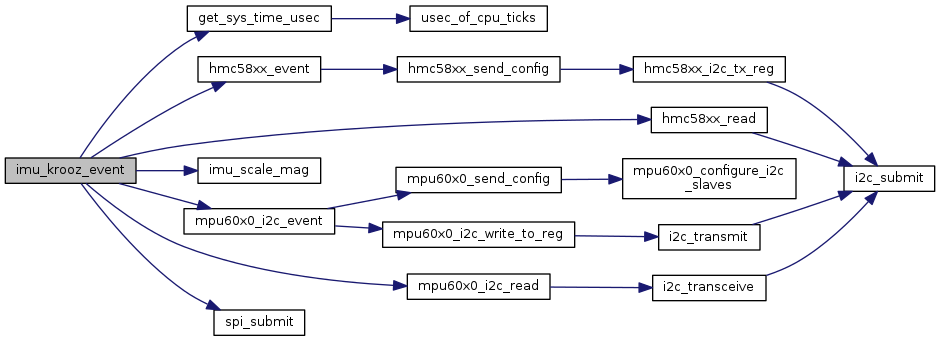 get_sys_time_usec
usec_of_cpu_ticks
hmc58xx_event
hmc58xx_send_config
hmc58xx_i2c_tx_reg
hmc58xx_read
imu_krooz_event
imu_scale_mag
mpu60x0_send_config
mpu60x0_configure_i2c
_slaves
i2c_submit
mpu60x0_i2c_event
mpu60x0_i2c_write_to_reg
i2c_transmit
mpu60x0_i2c_read
i2c_transceive
spi_submit